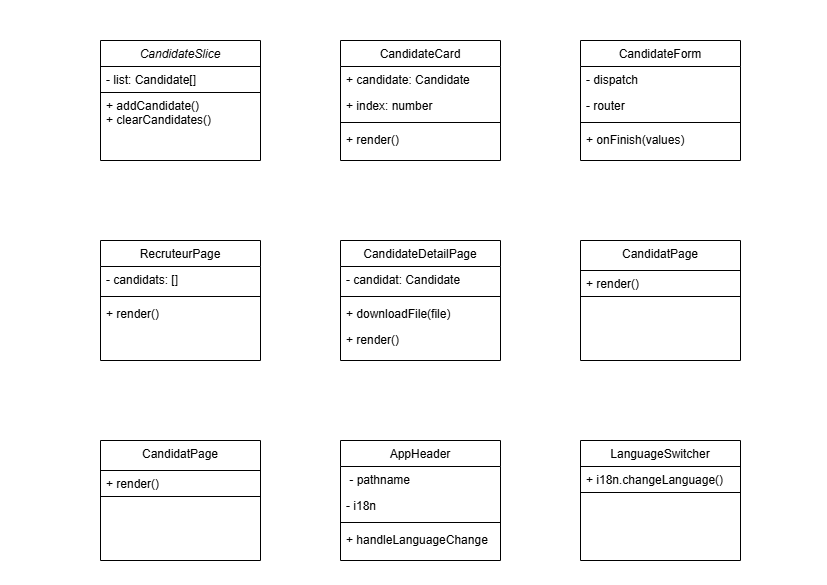 CandidateSlice
- list: Candidate[]
+ addCandidate()
+ clearCandidates()
CandidateCard
+ candidate: Candidate
+ index: number
+ render()
CandidateForm
- dispatch
- router
+ onFinish(values)
RecruteurPage
- candidats: []
+ render()
CandidateDetailPage
- candidat: Candidate
+ downloadFile(file)
+ render()
CandidatPage
+ render()
CandidatPage
+ render()
AppHeader
- pathname
- i18n
+ handleLanguageChange
LanguageSwitcher
+ i18n.changeLanguage()